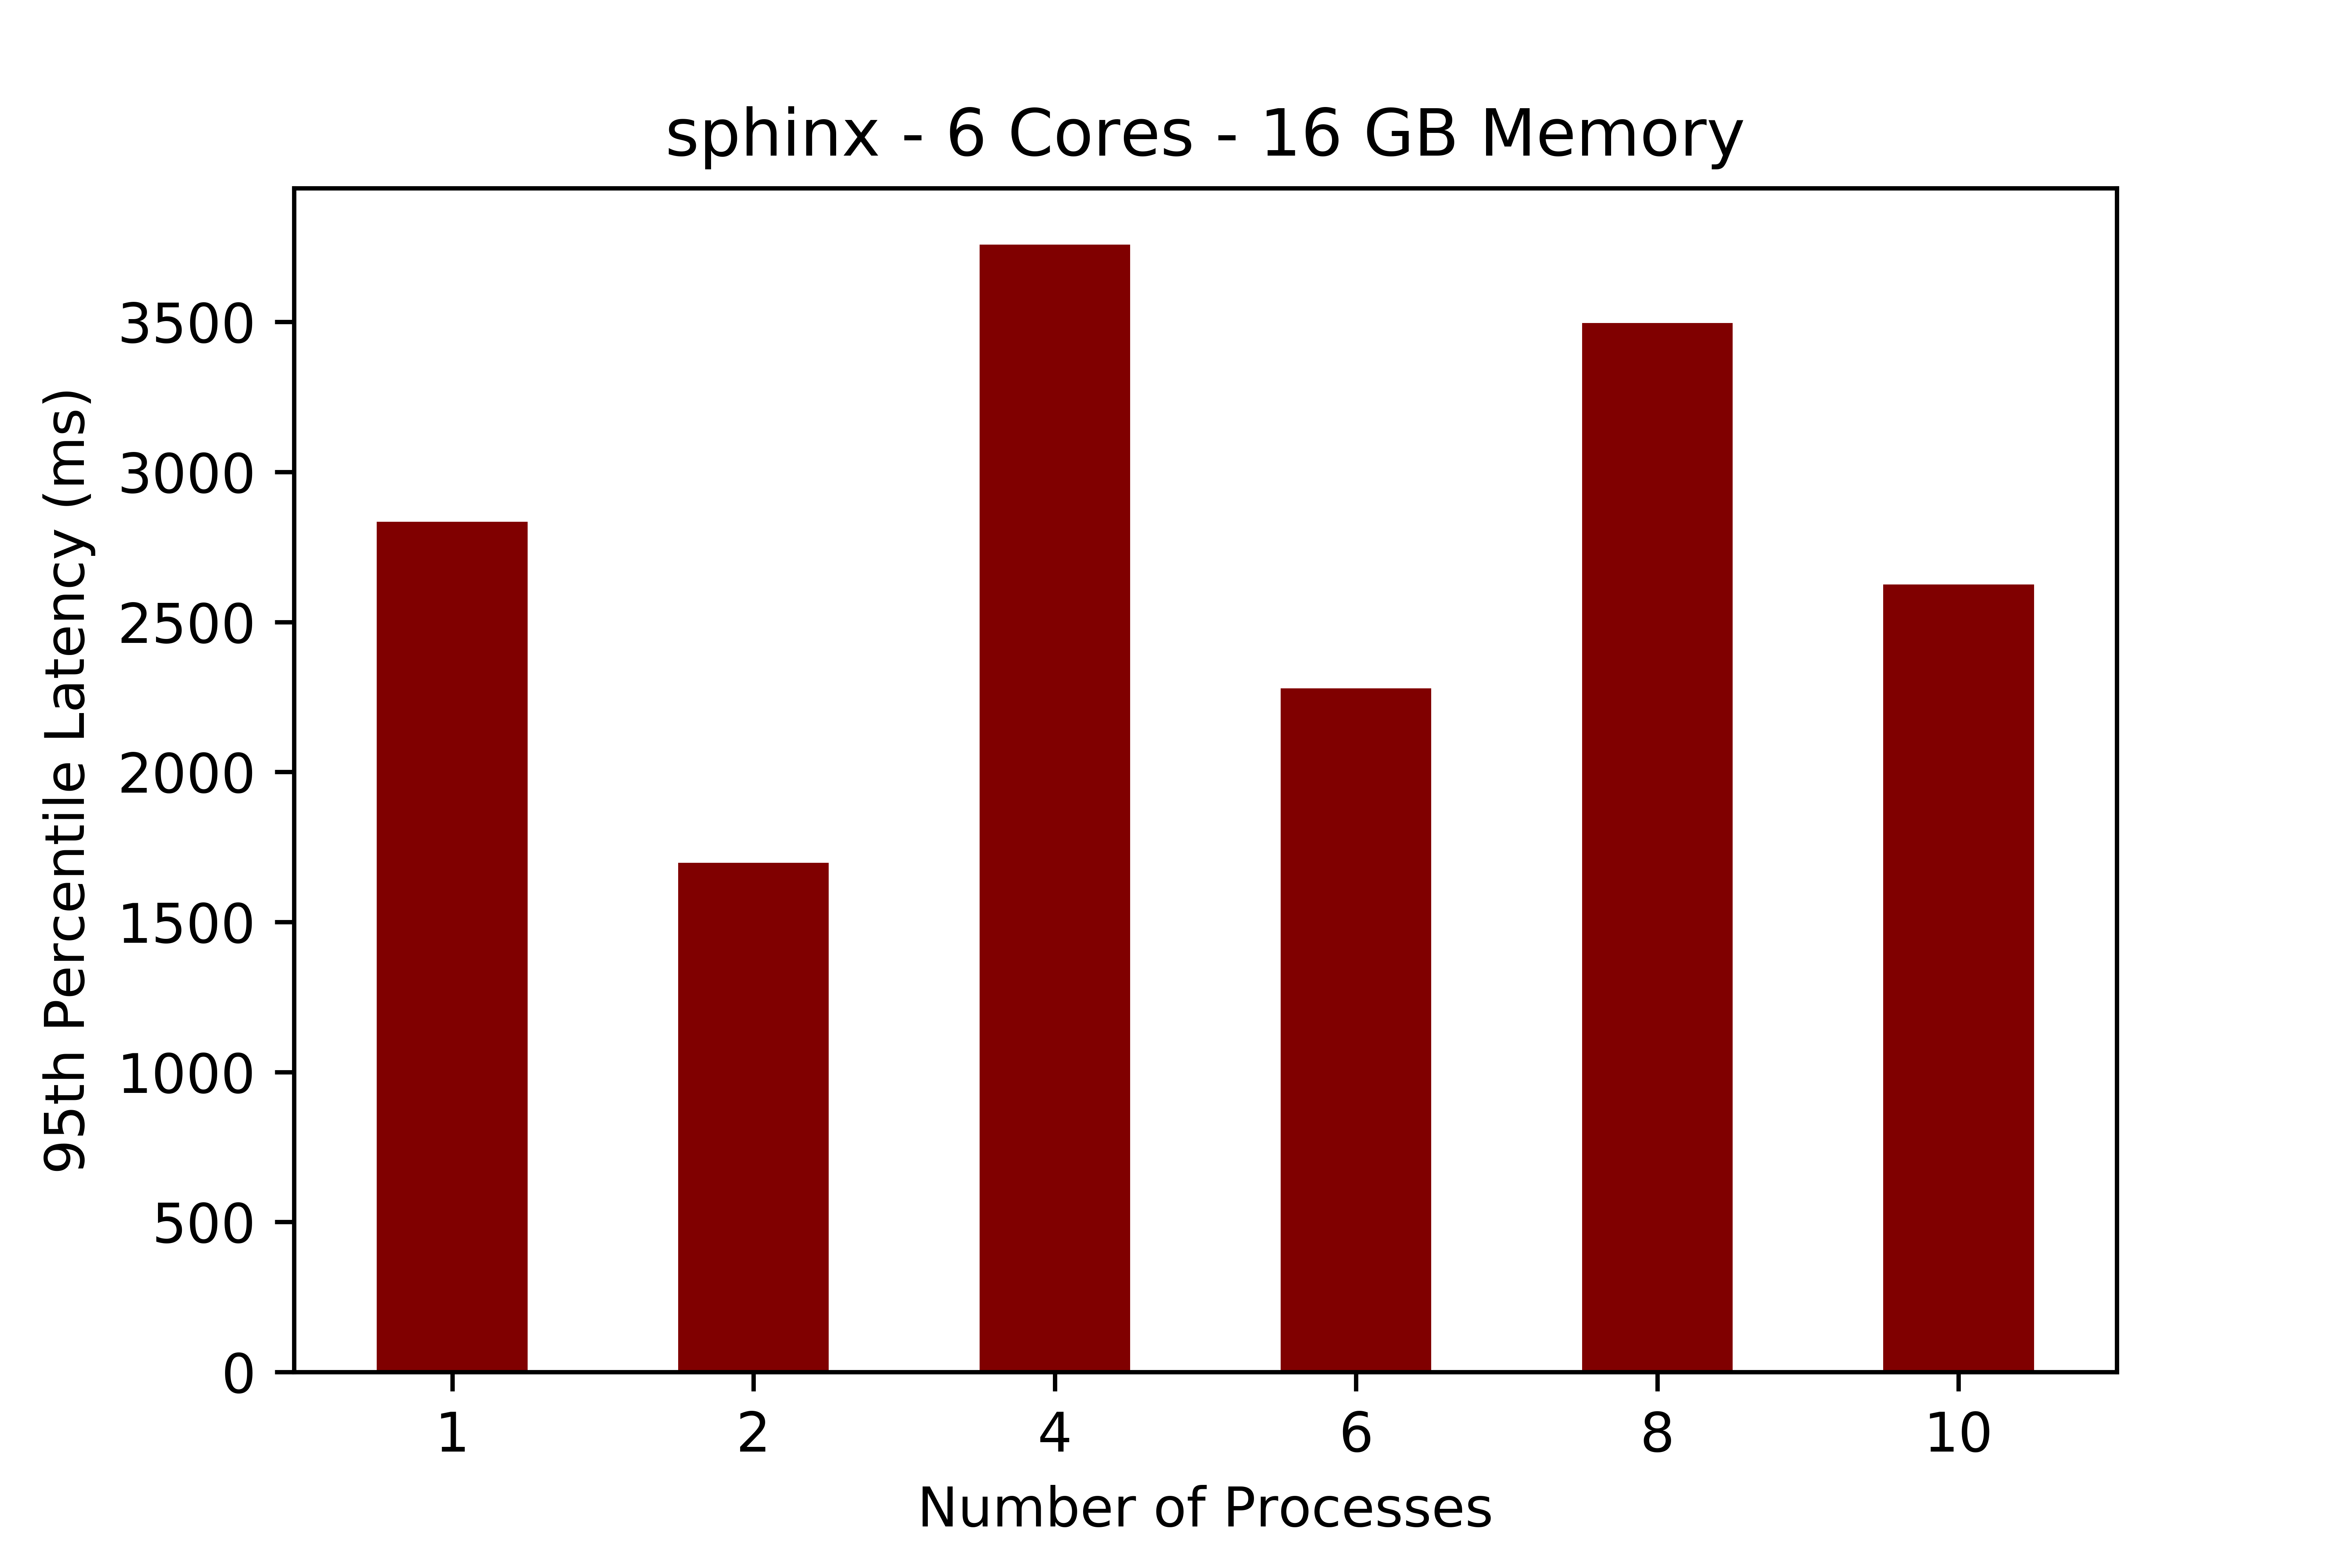 sphinx - 6 Cores - 16 GB Memory
95th Percentile Latency (ms)
3500
3000
2500
2000
1500
1000
500
0
1 2 4 6 8 10
Number of Processes